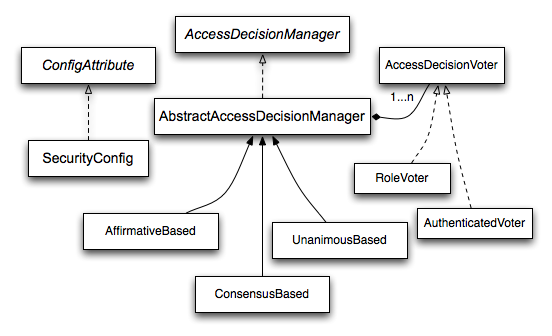 AccessDecisionManager
ConfigAttribute
AccessDecisionVoter
1...n
AbstractAccessDecisionManager
SecurityConfig
RoleVoter
AffirmativeBased
AuthenticatedVoter
UnanimousBased
ConsensusBased